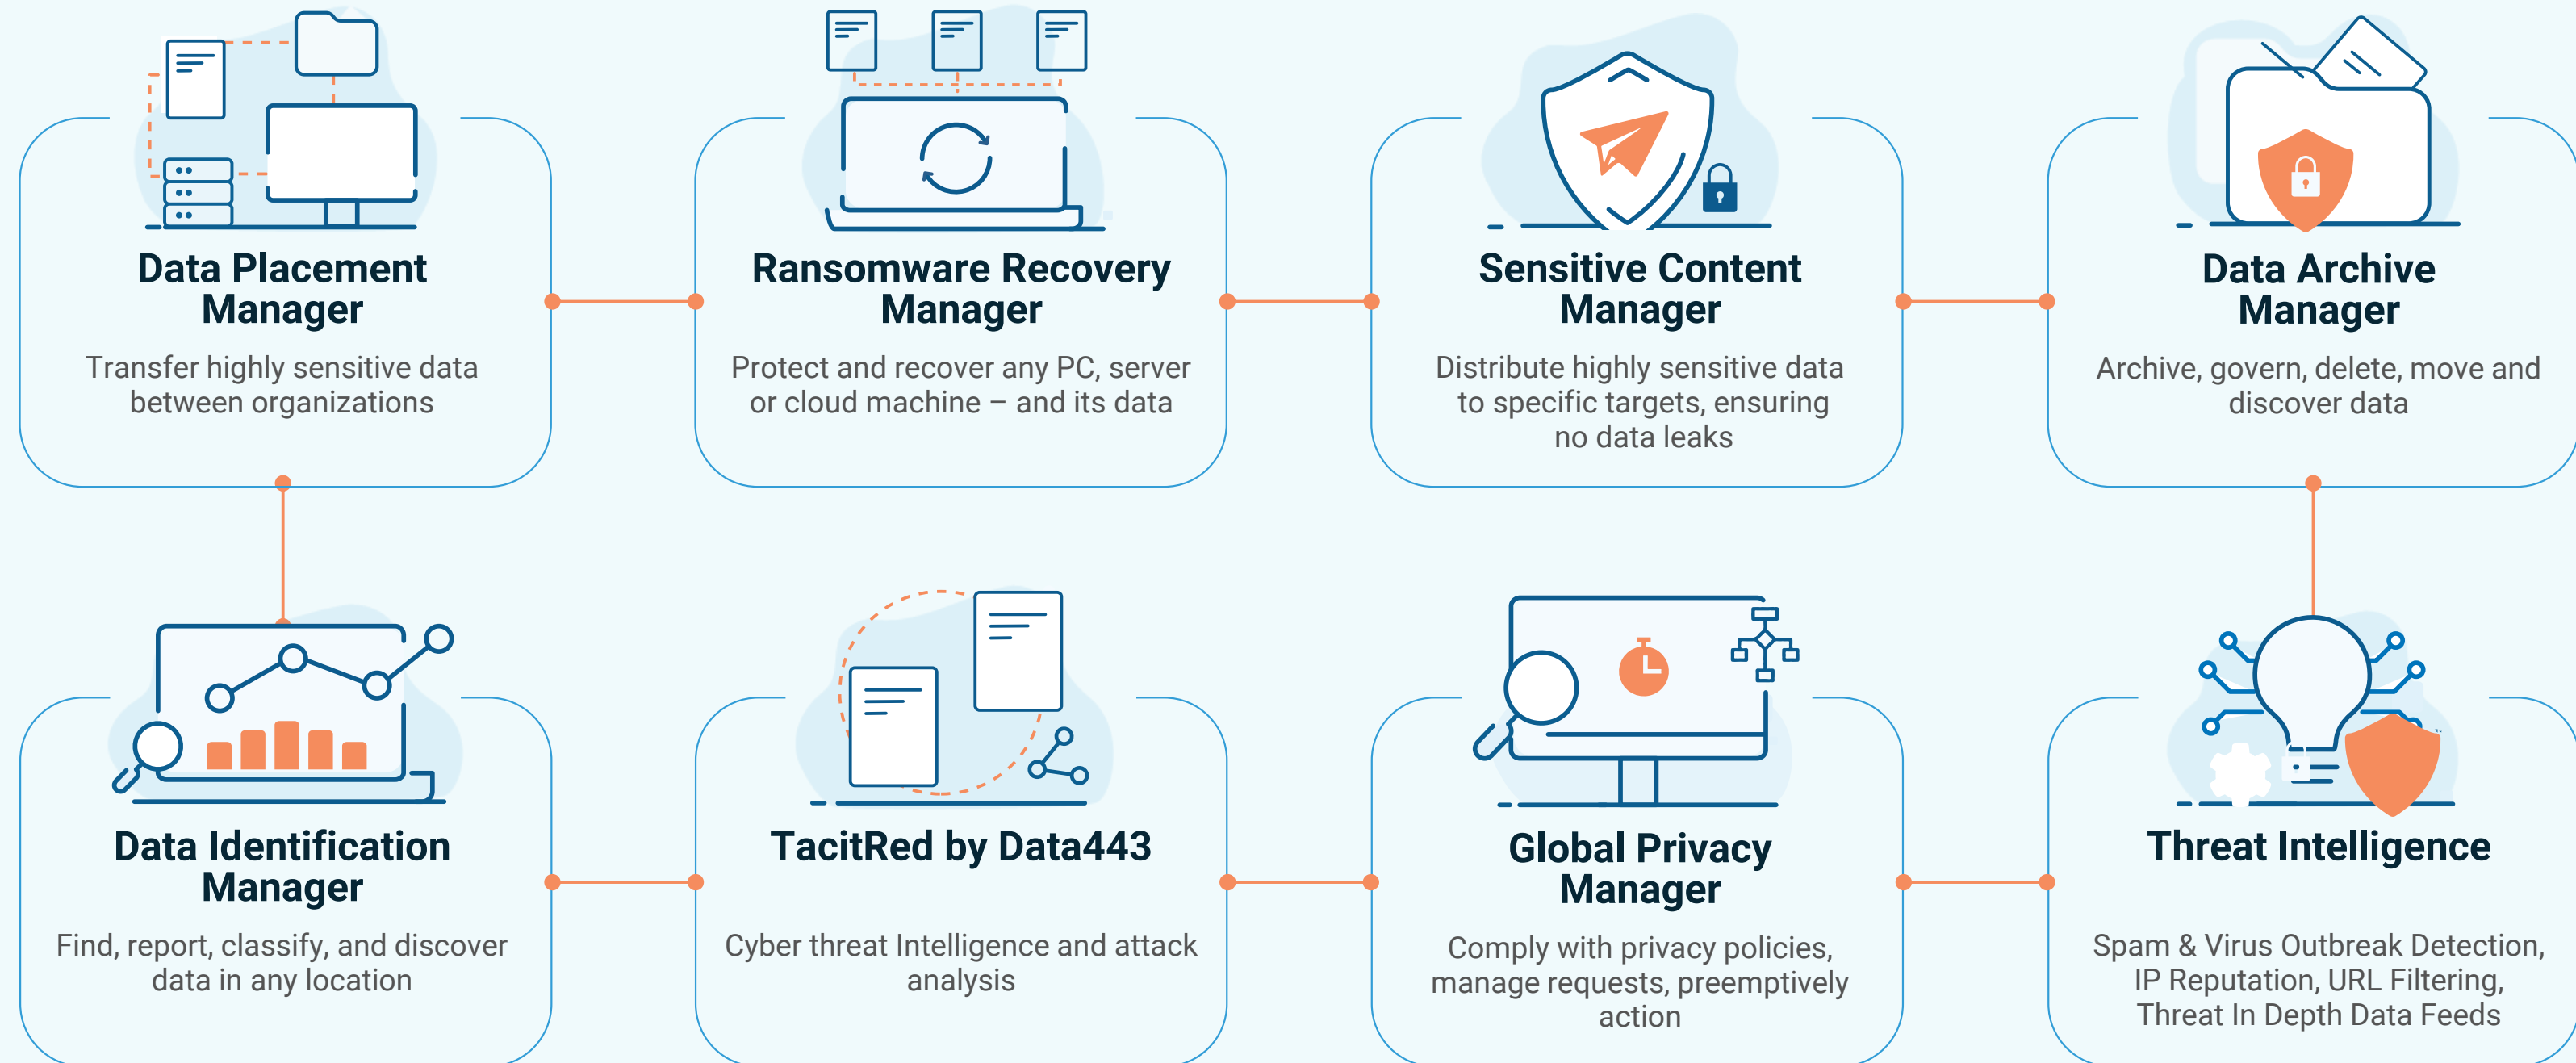 Data Placement
Manager
Transfer highly sensitive data
between organizations
Ransomware Recovery
Manager
Protect and recover any PC, server
or cloud machine – and its data
Sensitive Content
Manager
Distribute highly sensitive data
to specific targets, ensuring
no data leaks
Data Archive
Manager
Archive, govern, delete, move and
discover data
Data Identification
Manager
Find, report, classify, and discover
data in any location
TacitRed by Data443
Cyber threat Intelligence and attack
analysis
Global Privacy
Manager
Comply with privacy policies,
manage requests, preemptively
action
Threat Intelligence
Spam & Virus Outbreak Detection,
IP Reputation, URL Filtering,
Threat In Depth Data Feeds